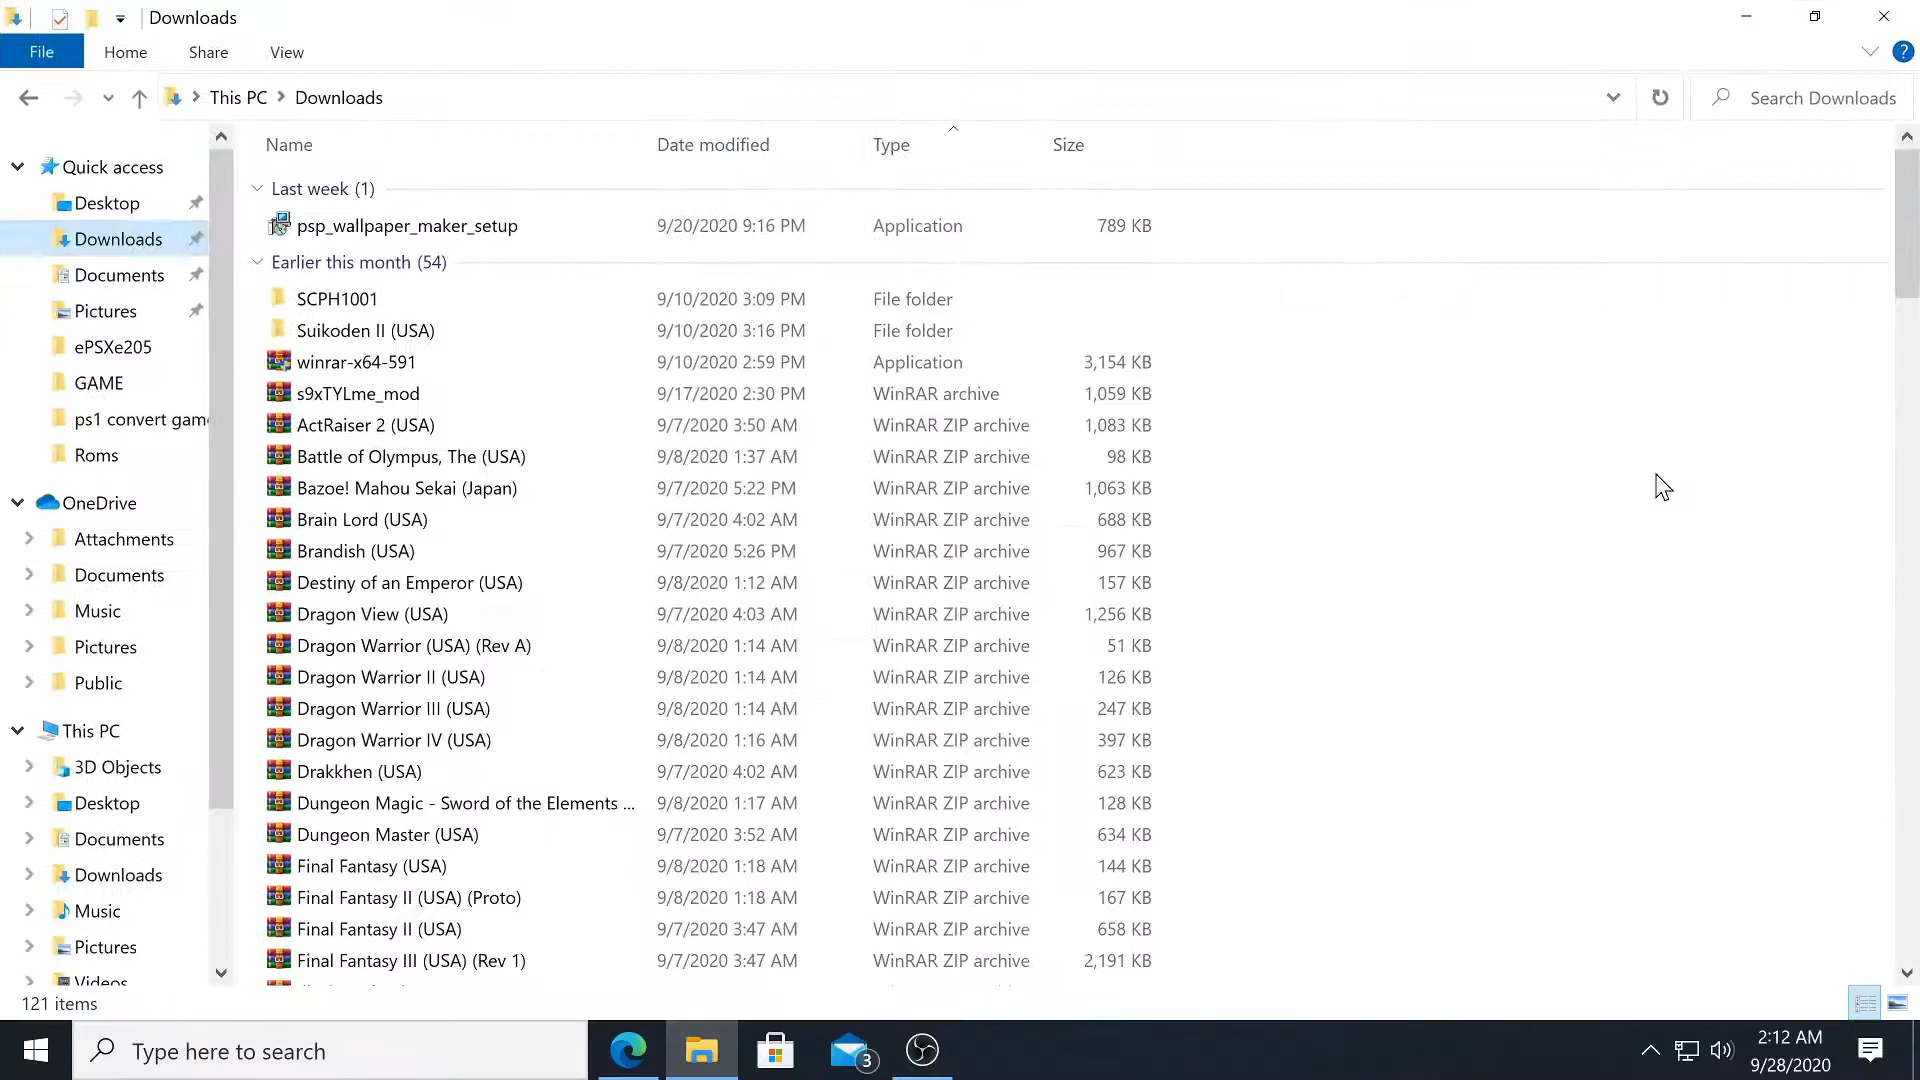 Downloads
File Home Share View
This PC Downloads
Search Downloads
Name Date modified Type Size
Quick access
Desktop
Downloads
Documents
Pictures
ePSXe205
GAME
ps1 convert
Roms
OneDrive
Attachments
Documents
Music
Pictures
Public
This PC
3D Objects
Desktop
Documents
Downloads
Music
Pictures
Videos
Last week (1)
psp_wallpaper_maker_setup 9/20/2020 9:16 PM Application 789 KB
Earlier this month (54)
SCPH1001 9/10/2020 3:09 PM File folder
Suikoden II (USA) 9/10/2020 3:16 PM File folder
winrar-x64-591 9/10/2020 2:59 PM Application 3,154 KB
s9xTYLme_mod 9/17/2020 2:30 PM WinRAR archive 1,059 KB
ActRaiser 2 (USA) 9/7/2020 3:50 AM WinRAR ZIP archive 1,083 KB
Battle of Olympus, The (USA) 9/8/2020 1:37 AM WinRAR ZIP archive 98 KB
Bazoe! Mahou Sekai (Japan) 9/7/2020 5:22 PM WinRAR ZIP archive 1,063 KB
Brain Lord (USA) 9/7/2020 4:02 AM WinRAR ZIP archive 688 KB
Brandish (USA) 9/7/2020 5:26 PM WinRAR ZIP archive 967 KB
Destiny of an Emperor (USA) 9/8/2020 1:12 AM WinRAR ZIP archive 157 KB
Dragon View (USA) 9/7/2020 4:03 AM WinRAR ZIP archive 1,256 KB
Dragon Warrior (USA) (Rev A) 9/8/2020 1:14 AM WinRAR ZIP archive 51 KB
Dragon Warrior II (USA) 9/8/2020 1:14 AM WinRAR ZIP archive 126 KB
Dragon Warrior III (USA) 9/8/2020 1:14 AM WinRAR ZIP archive 247 KB
Dragon Warrior IV (USA) 9/8/2020 1:16 AM WinRAR ZIP archive 397 KB
Drakkhen (USA) 9/7/2020 4:02 AM WinRAR ZIP archive 623 KB
Dungeon Magic - Sword of the Elements ... 9/8/2020 1:17 AM WinRAR ZIP archive 128 KB
Dungeon Master (USA) 9/7/2020 3:52 AM WinRAR ZIP archive 634 KB
Final Fantasy (USA) 9/8/2020 1:18 AM WinRAR ZIP archive 144 KB
Final Fantasy II (USA) (Proto) 9/8/2020 1:18 AM WinRAR ZIP archive 167 KB
Final Fantasy II (USA) 9/7/2020 3:47 AM WinRAR ZIP archive 658 KB
Final Fantasy III (USA) (Rev 1) 9/7/2020 3:47 AM WinRAR ZIP archive 2,191 KB
121 items
Type here to search
3
2:12 AM
9/28/2020